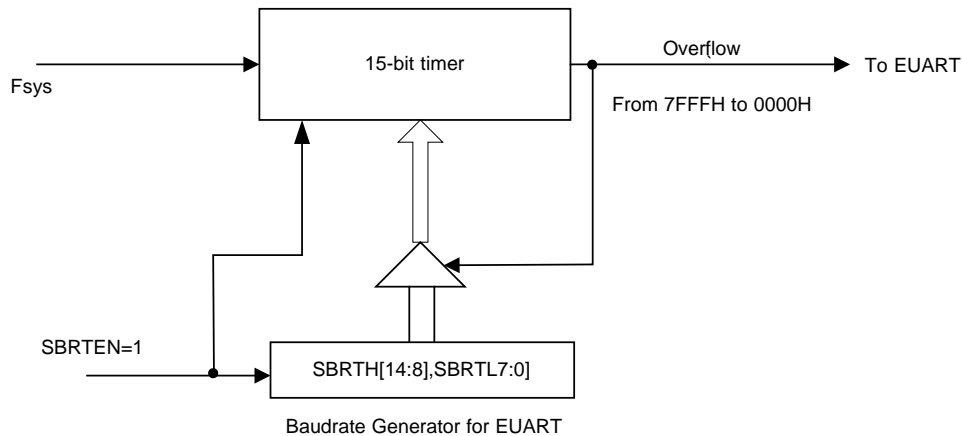 15-bit timer
Overflow
Fsys
To EUART
From 7FFFH to 0000H
SBRTEN=1
SBRTH[14:8],SBRTL7:0]
Baudrate Generator for EUART